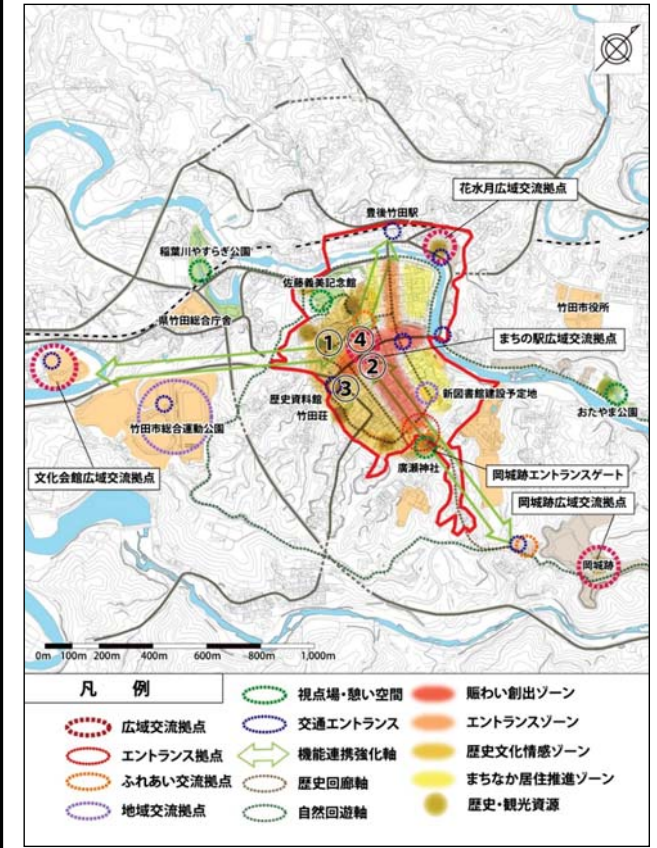 花水月広域交流拠点
豊後竹田駅
稲葉川やすらぎ公園
佐藤義美記念館
竹田市役所
県竹田総合庁舎
1
4
まちの駅広域交流拠点
2
3
歴史資料館
新図書館建設予定地
竹田荘
おたやま公園
竹田市総合運動公園
廣瀬神社
岡城跡エントランスゲート
文化会館広域交流拠点
岡城跡広域交流拠点
岡城跡
0m 100m 200m 400m 600m 800m 1,000m
凡 例
広域交流拠点
エントランス拠点
ふれあい交流拠点
地域交流拠点
視点場・憩い空間
交通エントランス
機能連携強化軸
歴史回廊軸
自然回遊軸
賑わい創出ゾーン
エントランスゾーン
歴史文化情感ゾーン
まちなか居住推進ゾーン
歴史・観光資源